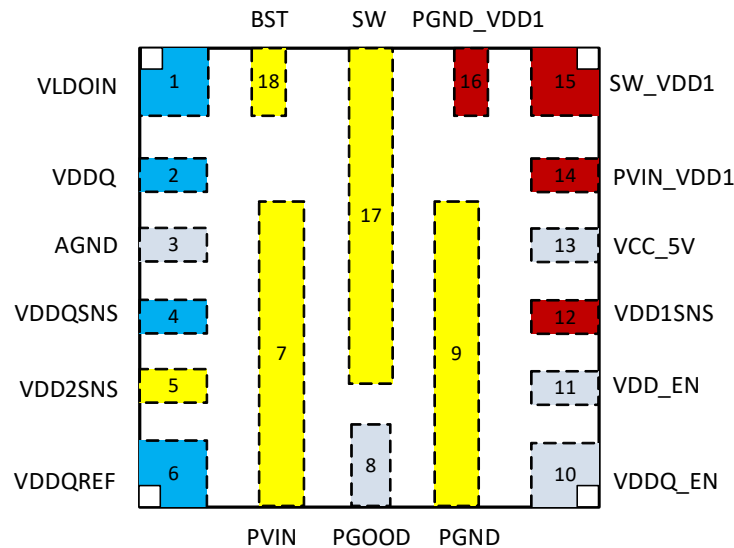 BST SW PGND_VDD1
VLDOIN 1 18 16 15 SW_VDD1
VDDQ 2 14 PVIN_VDD1
17
AGND 3 13 VCC_5V
VDDQSNS 4 12 VDD1SNS
7 9
VDD2SNS 5 11 VDD_EN
8
VDDQREF 6 10 VDDQ_EN
PVIN PGOOD PGND